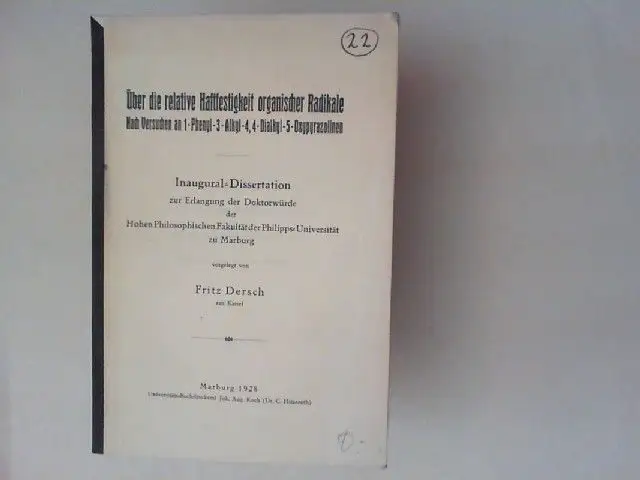 22
Über die relative Haftfestigkeit organischer Radikale
Nach Versuchen an 1-Phenyl-3-Alkyl-4,4-Dialkyl-5-Oxypyrazolinen
Inaugural-Dissertation
zur Erlangung der Doktorwürde
der
Hohen Philosophischen Fakultät der Philipps-Universität
zu Marburg
vorgelegt von
Fritz Dersch
aus Kassel
Marburg 1928
Universitätsbuchdruckerei Joh. Aug. Koch (Dr. C. Hitzeroth)